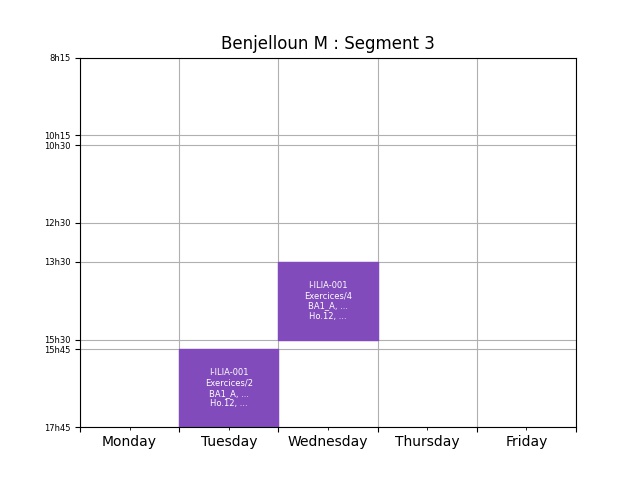 Benjelloun M : Segment 3
8h15
10h15
10h30
12h30
13h30
I-ILIA-001
Exercices/4
BA1_A, ...
Ho.12, ...
15h30
15h45
I-ILIA-001
Exercices/2
BA1_A, ...
Ho.12, ...
17h45
Monday Tuesday Wednesday Thursday Friday